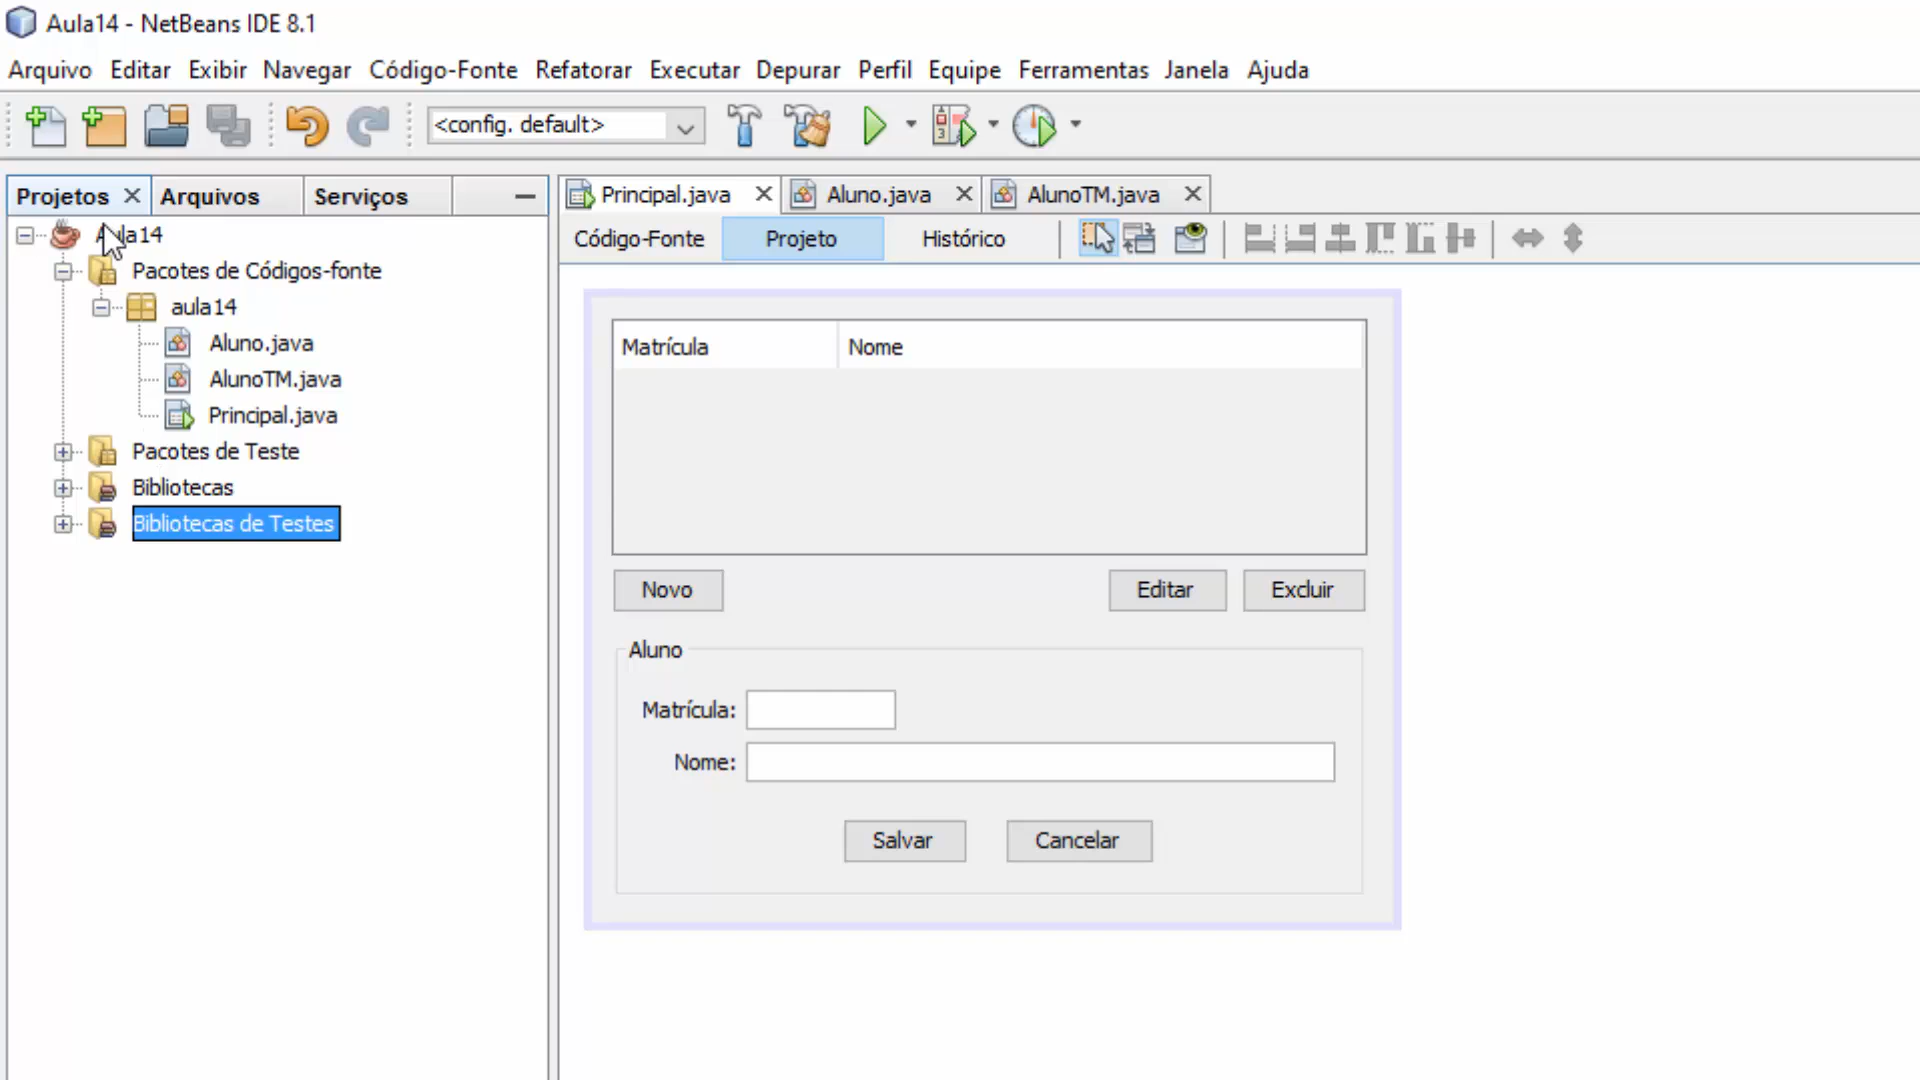 Aula14 - NetBeans IDE 8.1
Arquivo Editar Exibir Navegar Código-Fonte Refatorar Executar Depurar Perfil Equipe Ferramentas Janela Ajuda
<config. default>
Projetos Arquivos Serviços
Principal.java Aluno.java AlunoTM.java
Código-Fonte Projeto Histórico
Aula14
Pacotes de Códigos-fonte
aula14
Aluno.java
AlunoTM.java
Principal.java
Pacotes de Teste
Bibliotecas
Bibliotecas de Testes
Matrícula Nome
Novo Editar Excluir
Aluno
Matrícula:
Nome:
Salvar Cancelar